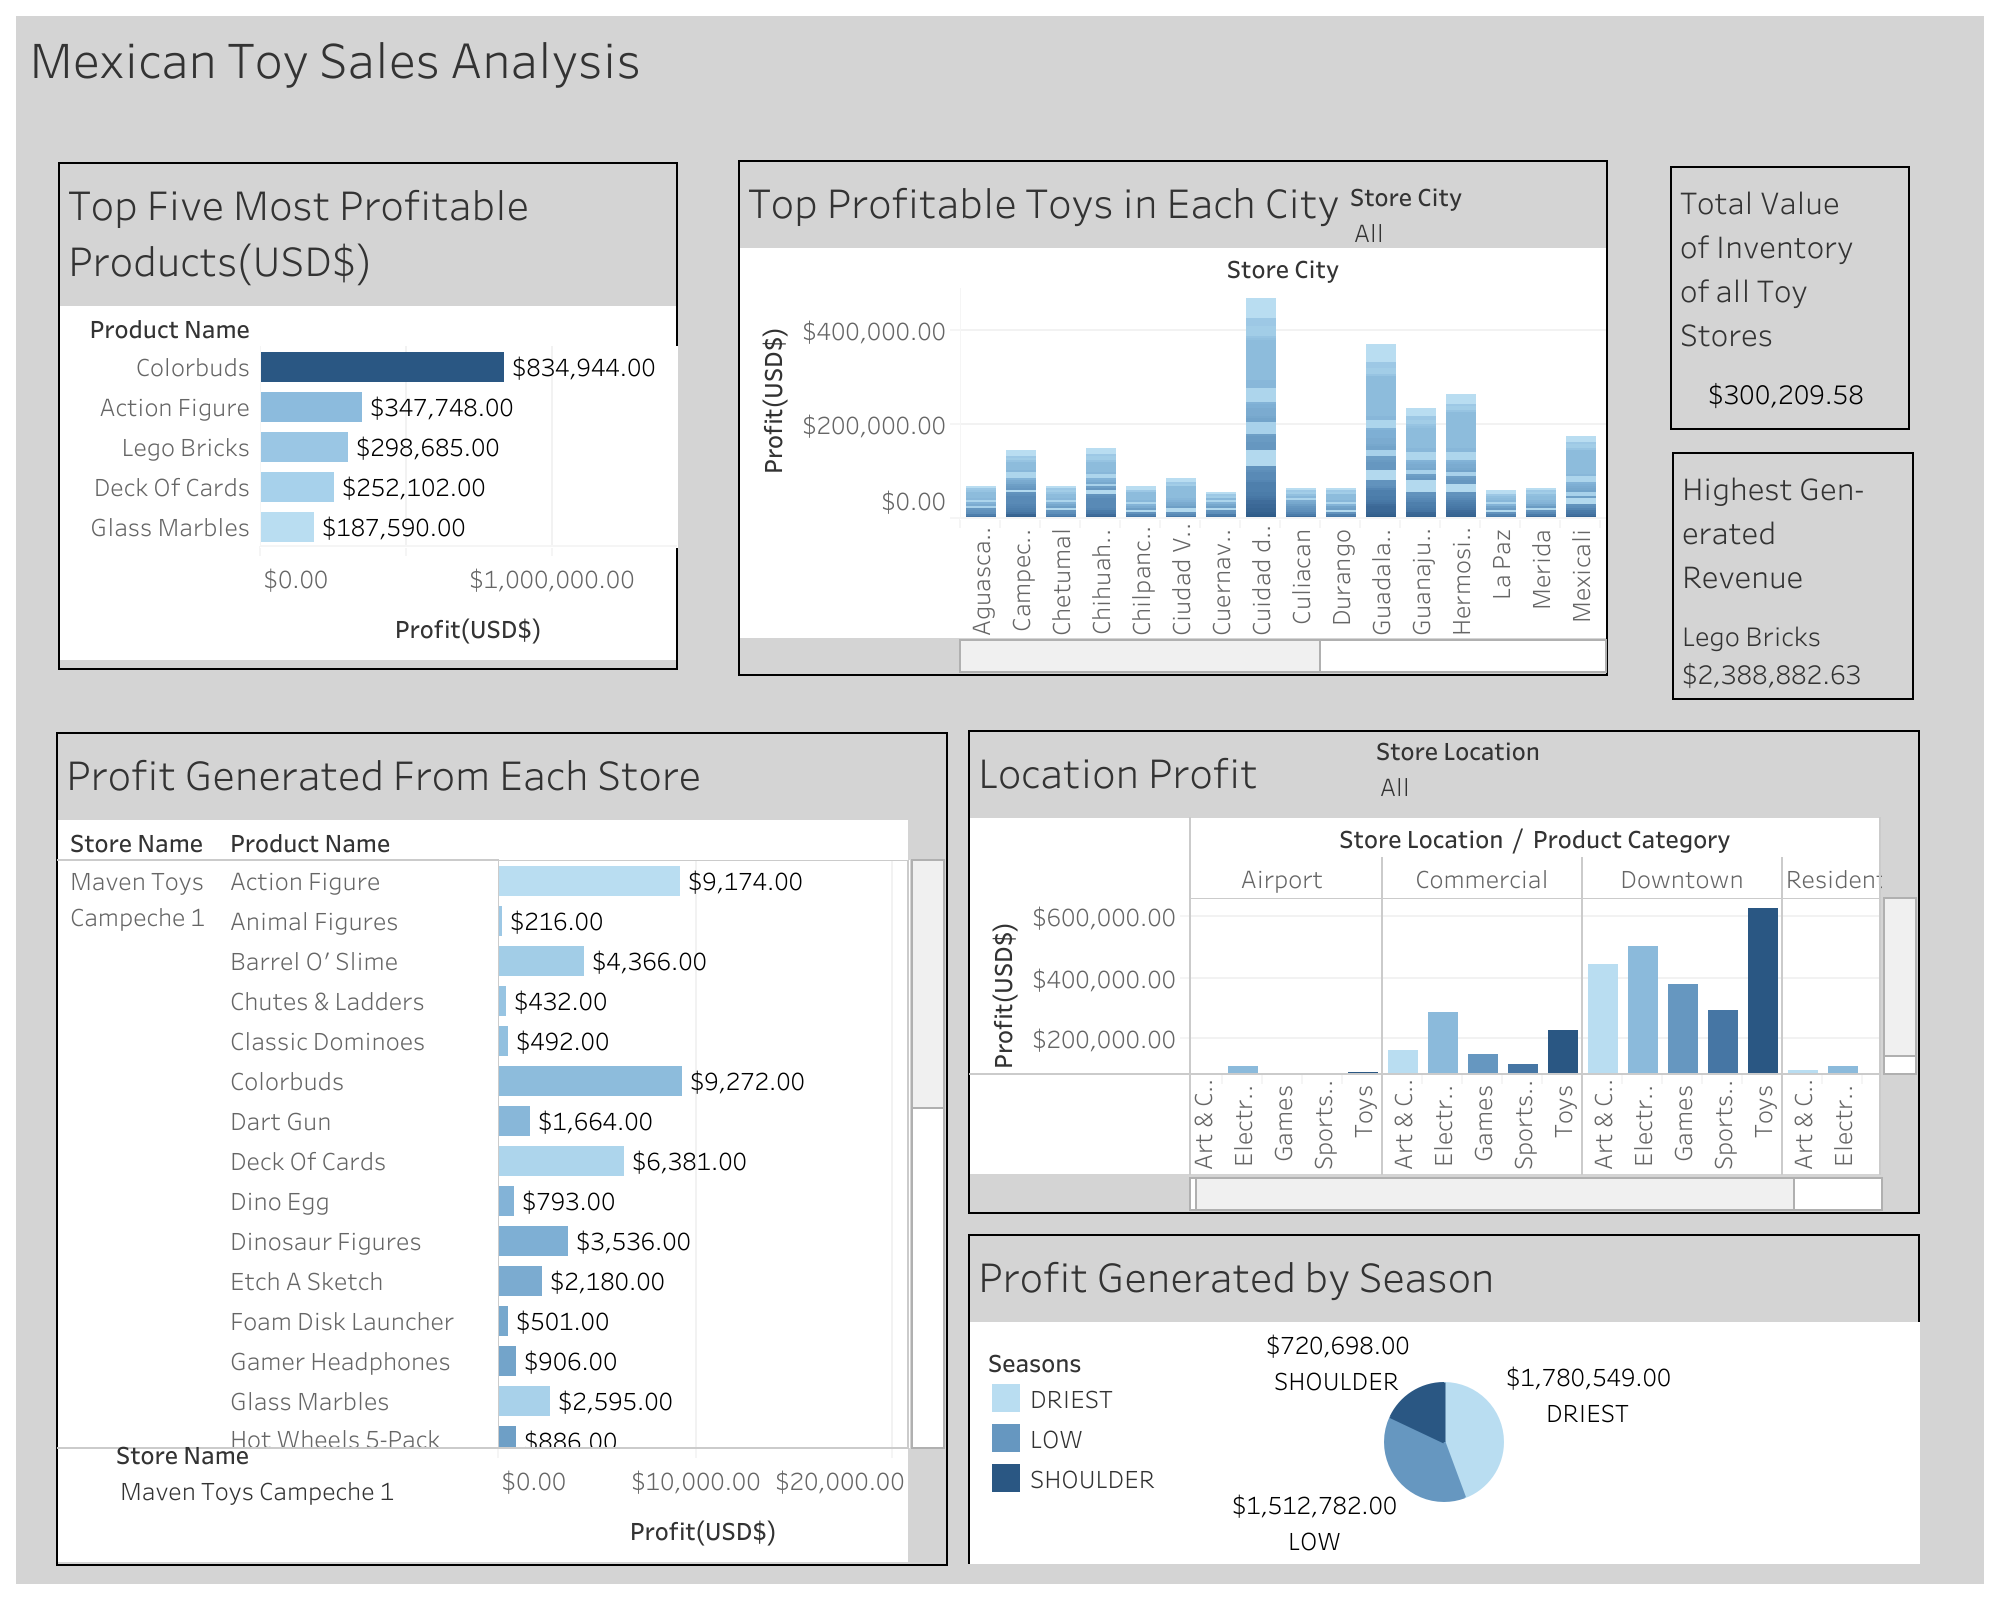 Mexican Toy Sales Analysis
Top Five Most Profitable
Products(USD$)
Product Name
Colorbuds $834,944.00
Action Figure $347,748.00
Lego Bricks $298,685.00
Deck Of Cards $252,102.00
Glass Marbles $187,590.00
$0.00 $1,000,000.00
Profit(USD$)
Top Profitable Toys in Each City
Store City
All
Store City
Profit(USD$)
$400,000.00
$200,000.00
$0.00
Aguasca..
Campec..
Chetumal
Chihuah..
Chilpanc..
Ciudad V..
Cuernav..
Cuidad d..
Culiacan
Durango
Guadala..
Guanaju..
Hermosi..
La Paz
Merida
Mexicali
Total Value
of Inventory
of all Toy
Stores
$300,209.58
Highest Gen-
erated
Revenue
Lego Bricks
$2,388,882.63
Profit Generated From Each Store
Store Name Product Name
Maven Toys
Campeche 1
Action Figure $9,174.00
Animal Figures $216.00
Barrel O' Slime $4,366.00
Chutes & Ladders $432.00
Classic Dominoes $492.00
Colorbuds $9,272.00
Dart Gun $1,664.00
Deck Of Cards $6,381.00
Dino Egg $793.00
Dinosaur Figures $3,536.00
Etch A Sketch $2,180.00
Foam Disk Launcher $501.00
Gamer Headphones $906.00
Glass Marbles $2,595.00
Hot Wheels 5-Pack $886.00
Store Name
Maven Toys Campeche 1
$0.00 $10,000.00 $20,000.00
Profit(USD$)
Location Profit
Store Location
All
Store Location / Product Category
Airport Commercial Downtown Resident
Profit(USD$)
$600,000.00
$400,000.00
$200,000.00
Art & C..
Electr..
Games
Sports..
Toys
Art & C..
Electr..
Games
Sports..
Toys
Art & C..
Electr..
Games
Sports..
Toys
Art & C..
Electr..
Profit Generated by Season
Seasons
DRIEST
LOW
SHOULDER
$720,698.00
SHOULDER
$1,780,549.00
DRIEST
$1,512,782.00
LOW